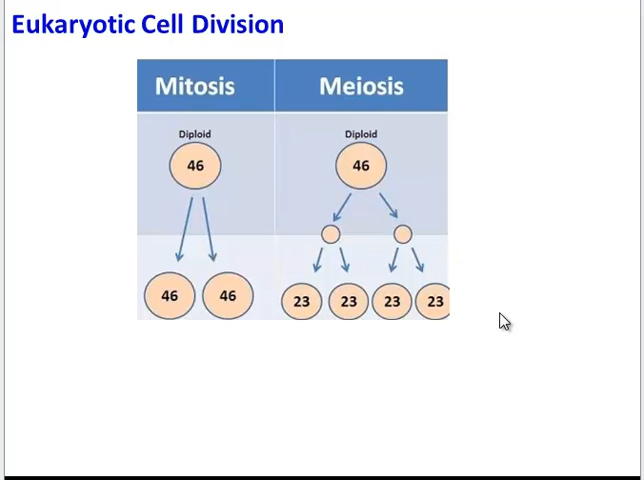 Eukaryotic Cell Division
Mitosis Meiosis
Diploid Diploid
46 46
46 46 23 23 23 23